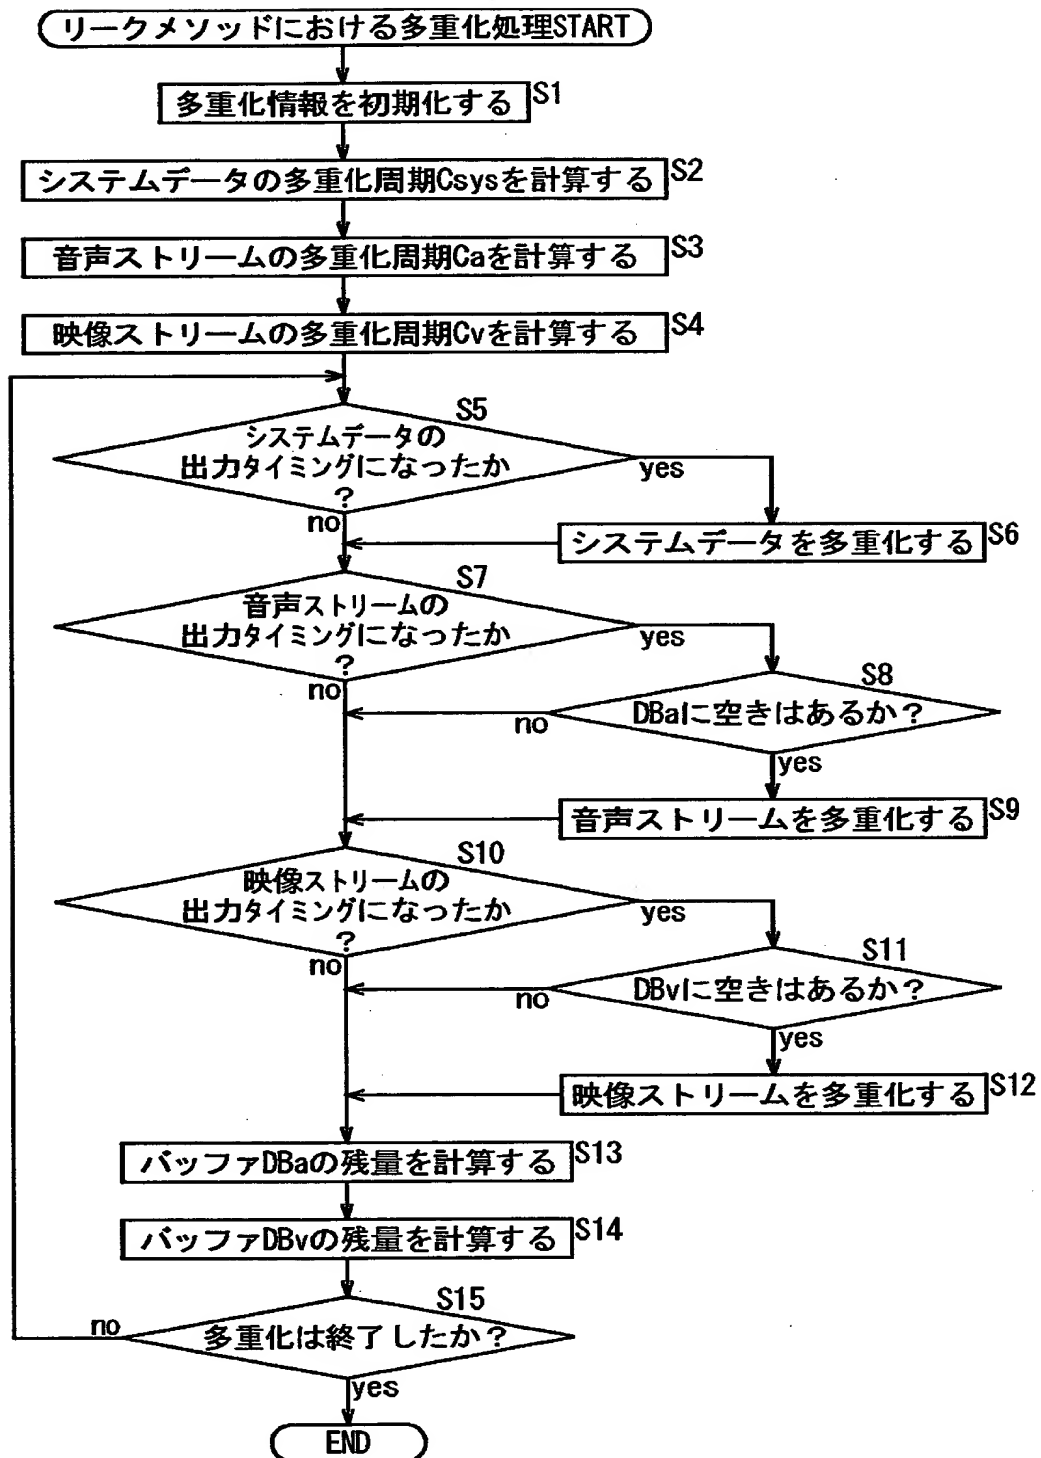 リークメソッドにおける多重化処理START
多重化情報を初期化する
S1
システムデータの多重化周期Csysを計算する
S2
音声ストリームの多重化周期Caを計算する
S3
映像ストリームの多重化周期Cvを計算する
S4
S5
システムデータの
出力タイミングになったか
?
yes
no
システムデータを多重化する
S6
S7
音声ストリームの
出力タイミングになったか
?
yes
no
S8
DBaに空きはあるか?
no
yes
音声ストリームを多重化する
S9
S10
映像ストリームの
出力タイミングになったか
?
yes
no
S11
DBvに空きはあるか?
no
yes
映像ストリームを多重化する
S12
バッファDBaの残量を計算する
S13
バッファDBvの残量を計算する
S14
S15
多重化は終了したか?
no
yes
END